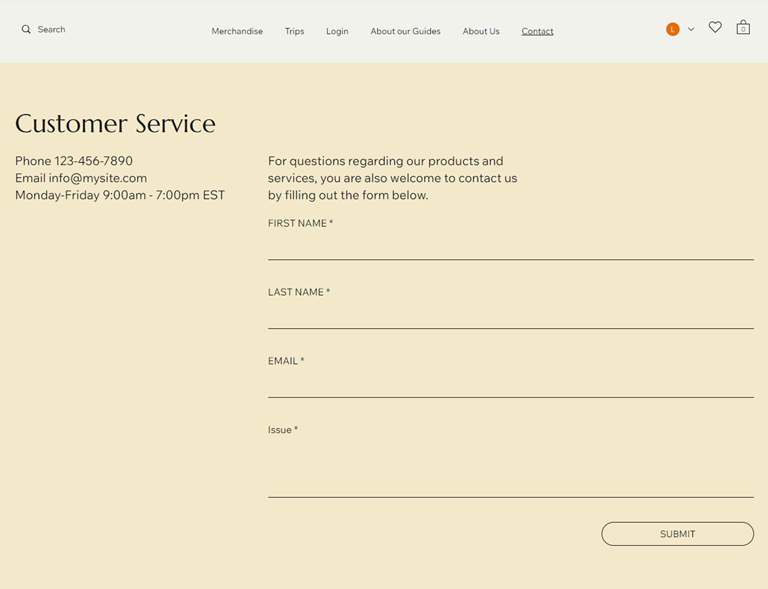 Search
Merchandise
Trips
Login
About our Guides
About Us
Contact
L
0
Customer Service
Phone 123-456-7890
Email info@mysite.com
Monday-Friday 9:00am - 7:00pm EST
For questions regarding our products and
services, you are also welcome to contact us
by filling out the form below.
FIRST NAME *
LAST NAME *
EMAIL *
Issue *
SUBMIT